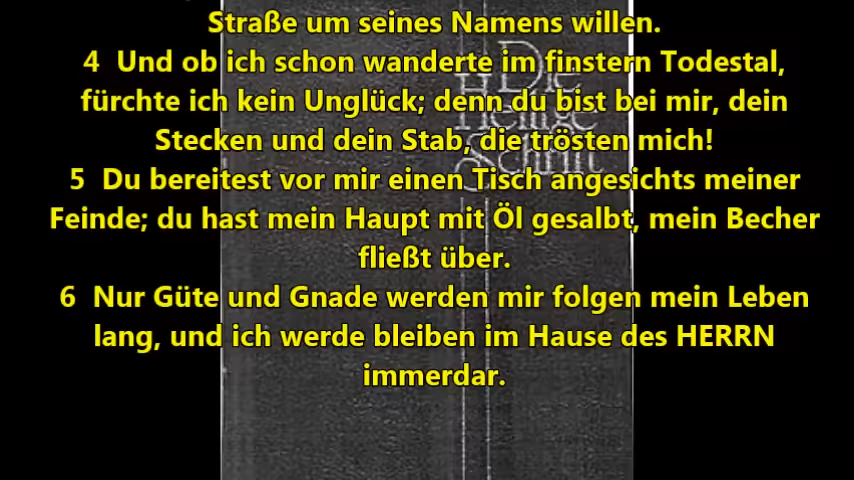 Straße um seines Namens willen.
4 Und ob ich schon wanderte im finstern Todestal,
fürchte ich kein Unglück; denn du bist bei mir, dein
Stecken und dein Stab, die trösten mich!
5 Du bereitest vor mir einen Tisch angesichts meiner
Feinde; du hast mein Haupt mit Öl gesalbt, mein Becher
fließt über.
6 Nur Güte und Gnade werden mir folgen mein Leben
lang, und ich werde bleiben im Hause des HERRN
immerdar.
Die
Heilige
Schrift